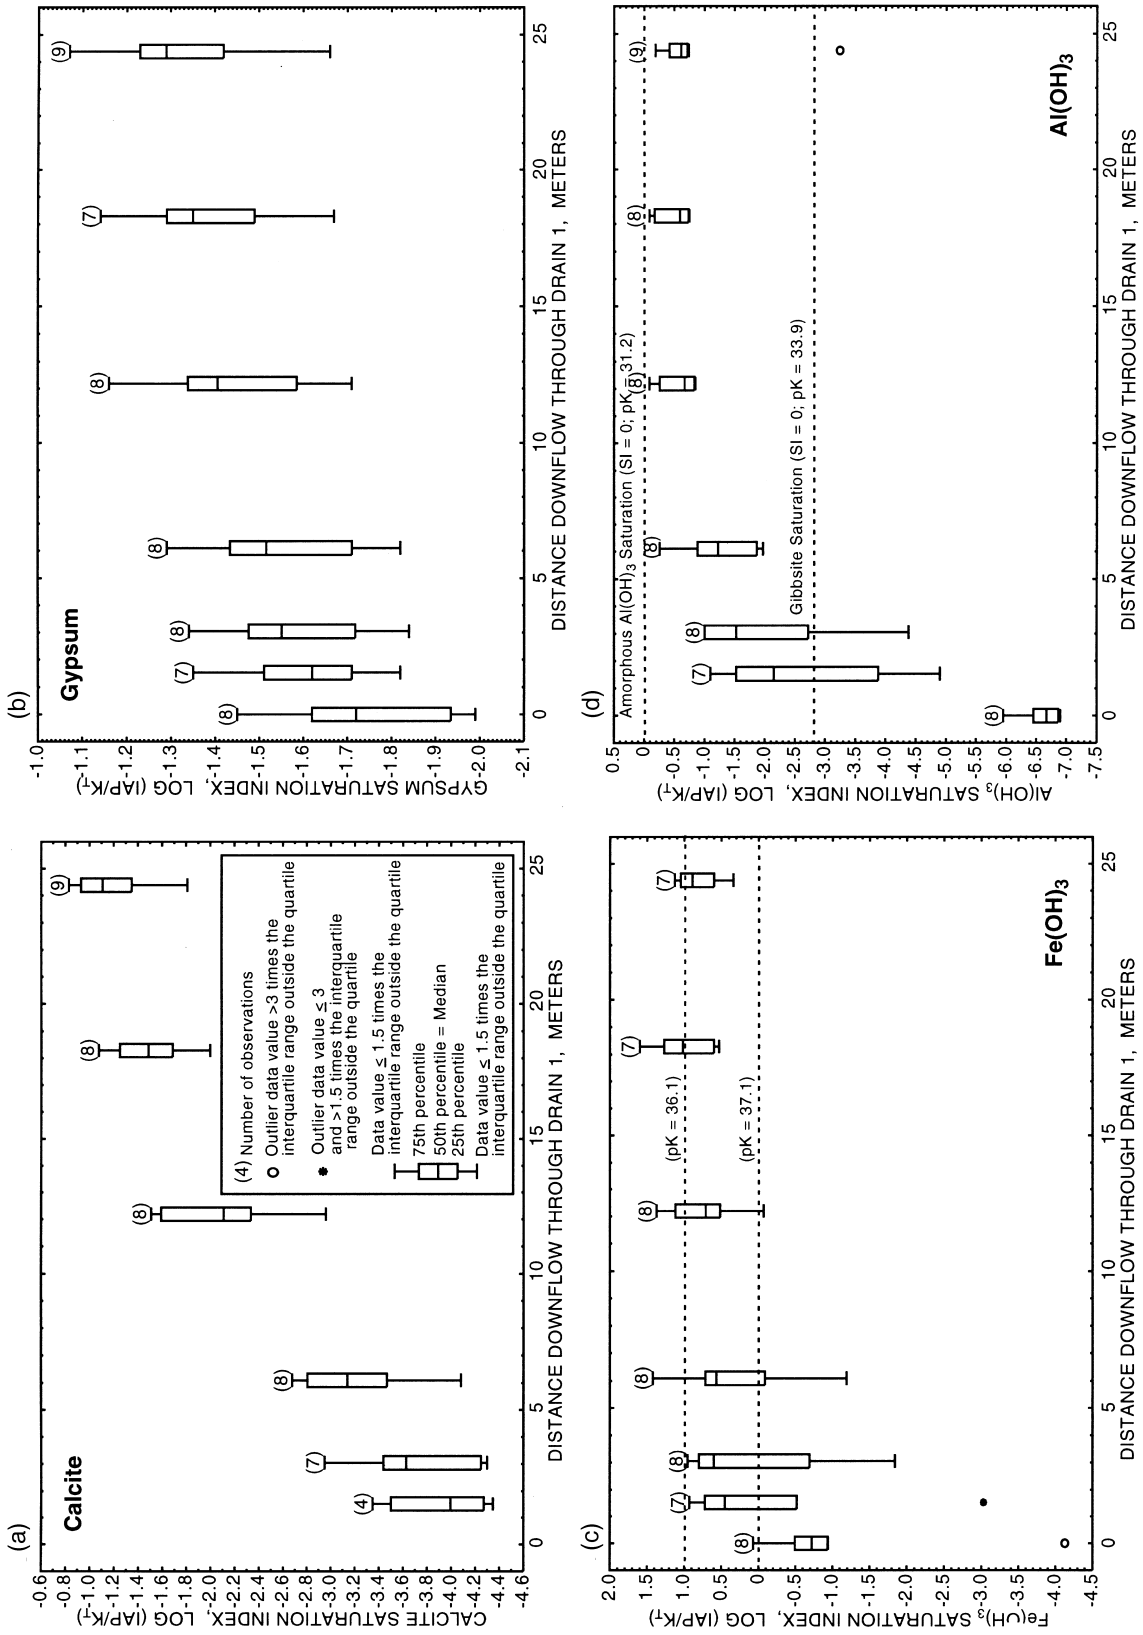 (a)
Calcite
CALCITE SATURATION INDEX, LOG (IAP/KT)
-0.6
-0.8
-1.0
-1.2
-1.4
-1.6
-1.8
-2.0
-2.2
-2.4
-2.6
-2.8
-3.0
-3.2
-3.4
-3.6
-3.8
-4.0
-4.2
-4.4
-4.6
(4)
(7)
(8)
(8)
(8)
(9)
(4) Number of observations
Outlier data value >3 times the
interquartile range outside the quartile
Outlier data value ≤ 3
and >1.5 times the interquartile
range outside the quartile
Data value ≤ 1.5 times the
interquartile range outside the quartile
75th percentile
50th percentile = Median
25th percentile
Data value ≤ 1.5 times the
interquartile range outside the quartile
0 5 10 15 20 25
DISTANCE DOWNFLOW THROUGH DRAIN 1, METERS
(b)
Gypsum
GYPSUM SATURATION INDEX, LOG (IAP/KT)
-1.0
-1.1
-1.2
-1.3
-1.4
-1.5
-1.6
-1.7
-1.8
-1.9
-2.0
-2.1
(8)
(7)
(8)
(8)
(8)
(7)
(9)
0 5 10 15 20 25
DISTANCE DOWNFLOW THROUGH DRAIN 1, METERS
(c)
Fe(OH)3
Fe(OH)3 SATURATION INDEX, LOG (IAP/KT)
2.0
1.5
1.0
0.5
0
-0.5
-1.0
-1.5
-2.0
-2.5
-3.0
-3.5
-4.0
-4.5
(8)
(7)
(8)
(8)
(8)
(7)
(7)
(pK = 36.1)
(pK = 37.1)
0 5 10 15 20 25
DISTANCE DOWNFLOW THROUGH DRAIN 1, METERS
(d)
Al(OH)3
Al(OH)3 SATURATION INDEX, LOG (IAP/KT)
0.5
0.0
-0.5
-1.0
-1.5
-2.0
-2.5
-3.0
-3.5
-4.0
-4.5
-5.0
-5.5
-6.0
-6.5
-7.0
-7.5
Amorphous Al(OH)3 Saturation (SI = 0; pK = 31.2)
Gibbsite Saturation (SI = 0; pK = 33.9)
(8)
(7)
(8)
(8)
(8)
(8)
(9)
0 5 10 15 20 25
DISTANCE DOWNFLOW THROUGH DRAIN 1, METERS